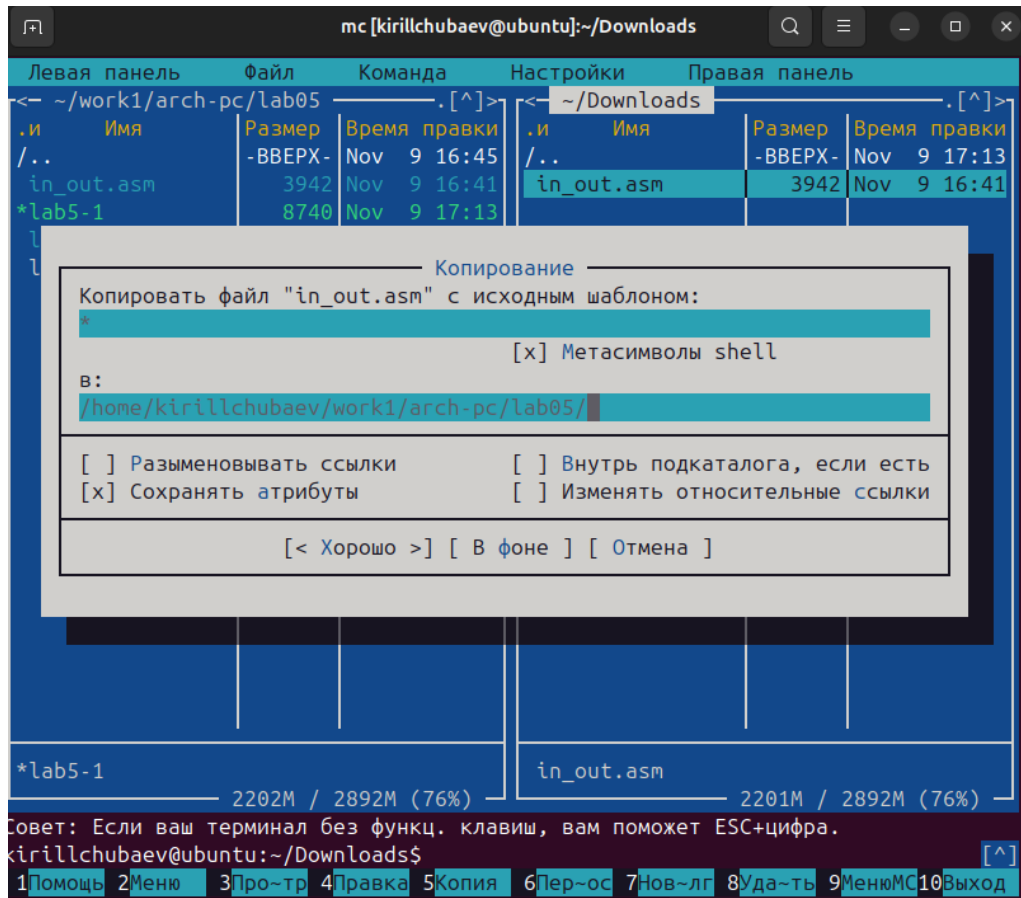 mc [kirillchubaev@ubuntu]:~/Downloads
Левая панель Файл Команда Настройки Правая панель
<— ~/work1/arch-pc/lab05 .[^]> <— ~/Downloads .[^]>
.и Имя Размер Время правки .и Имя Размер Время правки
/.. -ВВЕРХ- Nov 9 16:45 /.. -ВВЕРХ- Nov 9 17:13
in_out.asm 3942 Nov 9 16:41 in_out.asm 3942 Nov 9 16:41
*lab5-1 8740 Nov 9 17:13
l
l
Копирование
Копировать файл "in_out.asm" с исходным шаблоном:
*
[x] Метасимволы shell
в:
/home/kirillchubaev/work1/arch-pc/lab05/
[ ] Разыменовывать ссылки [ ] Внутрь подкаталога, если есть
[x] Сохранять атрибуты [ ] Изменять относительные ссылки
[< Хорошо >] [ В фоне ] [ Отмена ]
*lab5-1 in_out.asm
2202M / 2892M (76%) 2201M / 2892M (76%)
Совет: Если ваш терминал без функц. клавиш, вам поможет ESC+цифра.
kirillchubaev@ubuntu:~/Downloads$ [^]
1Помощь 2Меню 3Про~тр 4Правка 5Копия 6Пер~ос 7Нов~лг 8Уда~ть 9МенюMC 10Выход